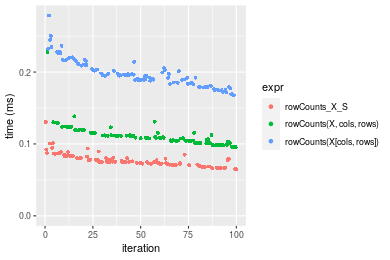 time (ms)
0.2
0.1
0.0
0 25 50 75 100
iteration
expr
rowCounts_X_S
rowCounts(X, cols, rows)
rowCounts(X[cols, rows])